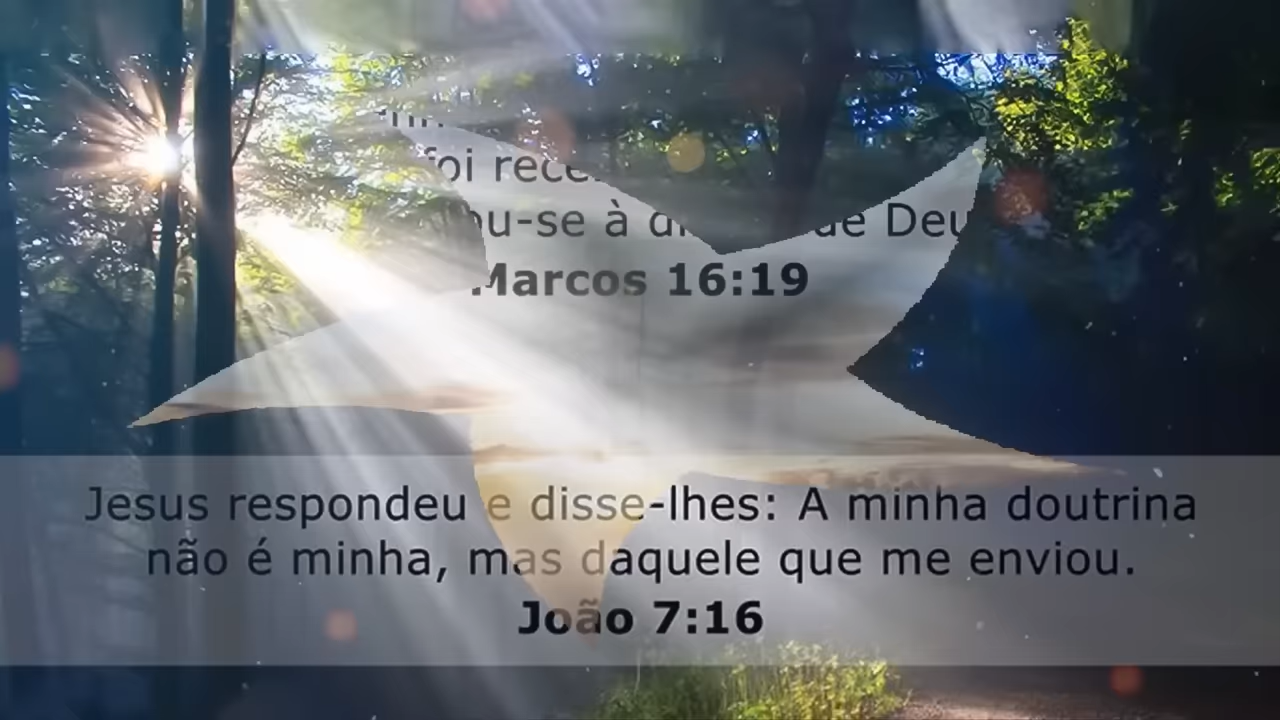 foi
Marcos 16:19
Jesus respondeu e disse-lhes: A minha doutrina
não é minha, mas daquele que me enviou.
João 7:16